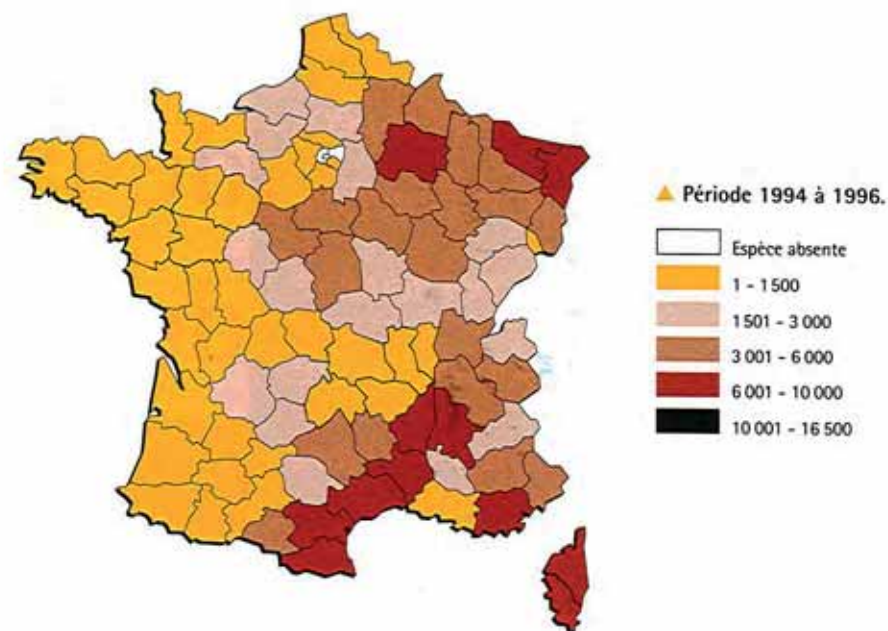 Période 1994 à 1996.
Espèce absente
1 - 1 500
1 501 - 3 000
3 001 - 6 000
6 001 - 10 000
10 001 - 16 500